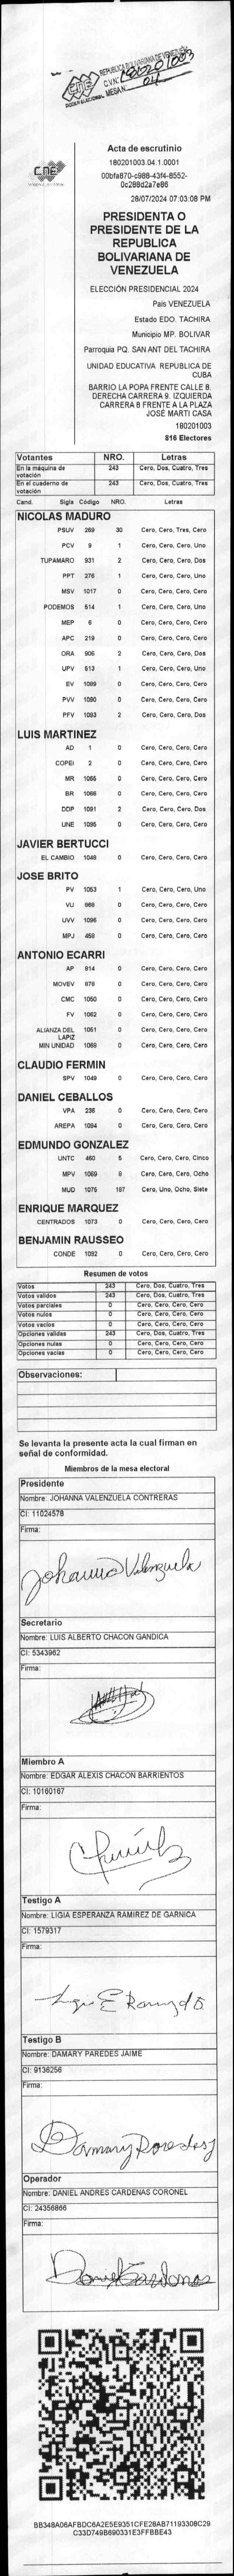 REPUBLICA BOLIVARIANA DE VENEZUELA
CNE
C.V.N° 180201003
PODER ELECTORAL MESA N° 04
Acta de escrutinio
180201003.04.1.0001
CNE
00bfa870-c988-43f4-8552-
0c288d2a7e86
28/07/2024 07:03:08 PM
PRESIDENTA O
PRESIDENTE DE LA
REPUBLICA
BOLIVARIANA DE
VENEZUELA
ELECCIÓN PRESIDENCIAL 2024
País VENEZUELA
Estado EDO. TACHIRA
Municipio MP. BOLIVAR
Parroquia PQ. SAN ANT DEL TACHIRA
UNIDAD EDUCATIVA REPUBLICA DE
CUBA
BARRIO LA POPA FRENTE CALLE 8.
DERECHA CARRERA 9. IZQUIERDA
CARRERA 8 FRENTE A LA PLAZA
JOSÉ MARTI CASA
180201003
816 Electores
Votantes NRO. Letras
En la máquina de votación 243 Cero, Dos, Cuatro, Tres
En el cuaderno de votación 243 Cero, Dos, Cuatro, Tres
Cand. Sigla Código NRO. Letras
NICOLAS MADURO
PSUV 269 30 Cero, Cero, Tres, Cero
PCV 9 1 Cero, Cero, Cero, Uno
TUPAMARO 931 2 Cero, Cero, Cero, Dos
PPT 276 1 Cero, Cero, Cero, Uno
MSV 1017 0 Cero, Cero, Cero, Cero
PODEMOS 514 1 Cero, Cero, Cero, Uno
MEP 6 0 Cero, Cero, Cero, Cero
APC 219 0 Cero, Cero, Cero, Cero
ORA 906 2 Cero, Cero, Cero, Dos
UPV 513 1 Cero, Cero, Cero, Uno
EV 1089 0 Cero, Cero, Cero, Cero
PVV 1090 0 Cero, Cero, Cero, Cero
PFV 1093 2 Cero, Cero, Cero, Dos
LUIS MARTINEZ
AD 1 0 Cero, Cero, Cero, Cero
COPEI 2 0 Cero, Cero, Cero, Cero
MR 1065 0 Cero, Cero, Cero, Cero
BR 1066 0 Cero, Cero, Cero, Cero
DDP 1091 2 Cero, Cero, Cero, Dos
UNE 1095 0 Cero, Cero, Cero, Cero
JAVIER BERTUCCI
EL CAMBIO 1048 0 Cero, Cero, Cero, Cero
JOSE BRITO
PV 1053 1 Cero, Cero, Cero, Uno
VU 868 0 Cero, Cero, Cero, Cero
UVV 1096 0 Cero, Cero, Cero, Cero
MPJ 458 0 Cero, Cero, Cero, Cero
ANTONIO ECARRI
AP 814 0 Cero, Cero, Cero, Cero
MOVEV 878 0 Cero, Cero, Cero, Cero
CMC 1050 0 Cero, Cero, Cero, Cero
FV 1062 0 Cero, Cero, Cero, Cero
ALIANZA DEL LAPIZ 1051 0 Cero, Cero, Cero, Cero
MIN UNIDAD 1068 0 Cero, Cero, Cero, Cero
CLAUDIO FERMIN
SPV 1049 0 Cero, Cero, Cero, Cero
DANIEL CEBALLOS
VPA 236 0 Cero, Cero, Cero, Cero
AREPA 1094 0 Cero, Cero, Cero, Cero
EDMUNDO GONZALEZ
UNTC 460 5 Cero, Cero, Cero, Cinco
MPV 1069 8 Cero, Cero, Cero, Ocho
MUD 1075 187 Cero, Uno, Ocho, Siete
ENRIQUE MARQUEZ
CENTRADOS 1073 0 Cero, Cero, Cero, Cero
BENJAMIN RAUSSEO
CONDE 1092 0 Cero, Cero, Cero, Cero
Resumen de votos
Votos 243 Cero, Dos, Cuatro, Tres
Votos validos 243 Cero, Dos, Cuatro, Tres
Votos parciales 0 Cero, Cero, Cero, Cero
Votos nulos 0 Cero, Cero, Cero, Cero
Votos vacios 0 Cero, Cero, Cero, Cero
Opciones validas 243 Cero, Dos, Cuatro, Tres
Opciones nulas 0 Cero, Cero, Cero, Cero
Opciones vacias 0 Cero, Cero, Cero, Cero
Observaciones:
Se levanta la presente acta la cual firman en
señal de conformidad.
Miembros de la mesa electoral
Presidente
Nombre: JOHANNA VALENZUELA CONTRERAS
CI: 11024578
Firma:
Johanna Valenzuela
Secretario
Nombre: LUIS ALBERTO CHACON GANDICA
CI: 5343962
Firma:
Miembro A
Nombre: EDGAR ALEXIS CHACON BARRIENTOS
CI: 10160167
Firma:
Testigo A
Nombre: LIGIA ESPERANZA RAMIREZ DE GARNICA
CI: 1579317
Firma:
Testigo B
Nombre: DAMARY PAREDES JAIME
CI: 9136256
Firma:
Damary Paredes J
Operador
Nombre: DANIEL ANDRES CARDENAS CORONEL
CI: 24356866
Firma:
Daniel Cardenas
BB348A06AFBDC6A2E5E9351CFE28AB71193308C29
C33D749B690331E3FFBBE43